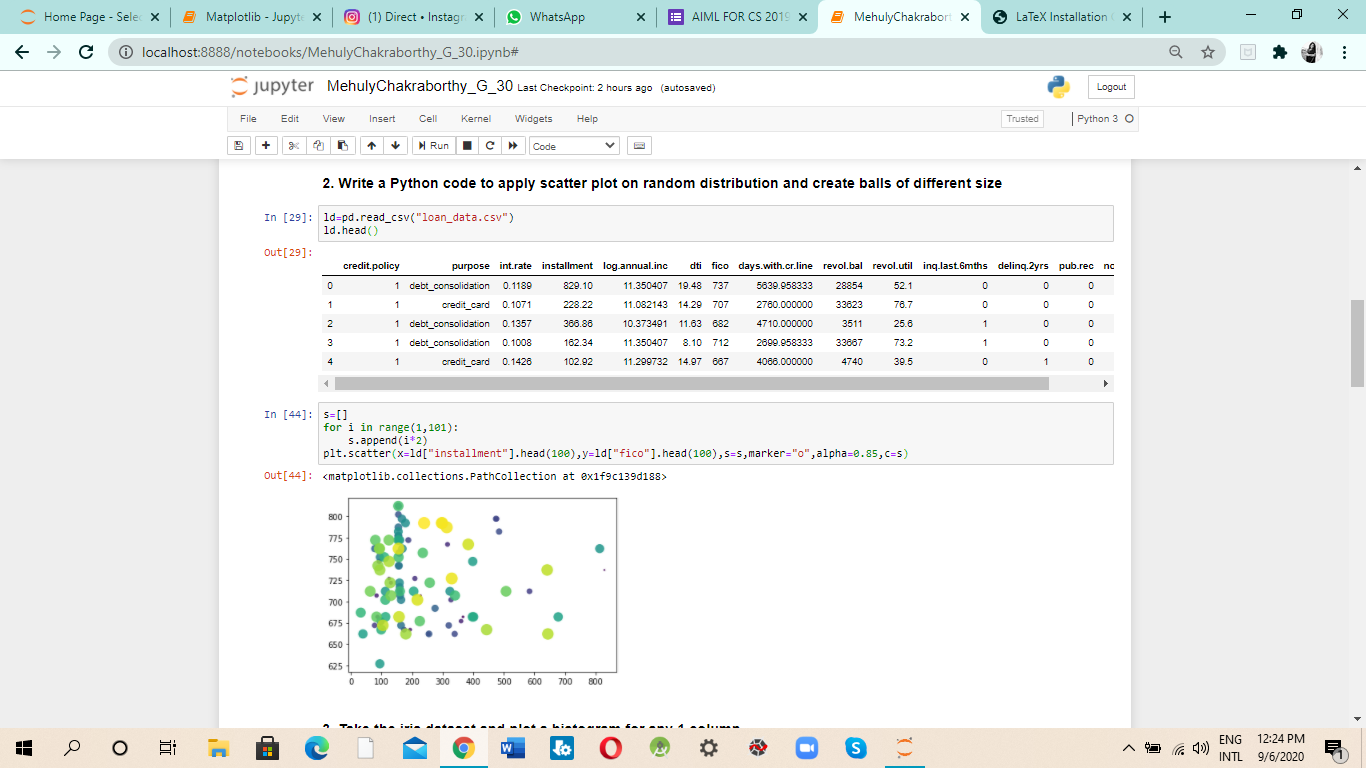 Home Page - Selec
Matplotlib - Jupyte
(1) Direct • Instagra
WhatsApp
AIML FOR CS 2019
MehulyChakrabort
LaTeX Installation
localhost:8888/notebooks/MehulyChakraborthy_G_30.ipynb#
jupyter MehulyChakraborthy_G_30 Last Checkpoint: 2 hours ago (autosaved)
Logout
File Edit View Insert Cell Kernel Widgets Help
Trusted
Python 3
Run
Code
2. Write a Python code to apply scatter plot on random distribution and create balls of different size
In [29]: ld=pd.read_csv("loan_data.csv")
ld.head()
Out[29]:
credit.policy purpose int.rate installment log.annual.inc dti fico days.with.cr.line revol.bal revol.util inq.last.6mths delinq.2yrs pub.rec nc
0 1 debt_consolidation 0.1189 829.10 11.350407 19.48 737 5639.958333 28854 52.1 0 0 0
1 1 credit_card 0.1071 228.22 11.082143 14.29 707 2760.000000 33623 76.7 0 0 0
2 1 debt_consolidation 0.1357 366.86 10.373491 11.63 682 4710.000000 3511 25.6 1 0 0
3 1 debt_consolidation 0.1008 162.34 11.350407 8.10 712 2699.958333 33667 73.2 1 0 0
4 1 credit_card 0.1426 102.92 11.299732 14.97 667 4066.000000 4740 39.5 0 1 0
In [44]: s=[]
for i in range(1,101):
s.append(i*2)
plt.scatter(x=ld["installment"].head(100),y=ld["fico"].head(100),s=s,marker="o",alpha=0.85,c=s)
Out[44]: <matplotlib.collections.PathCollection at 0x1f9c139d188>
800
775
750
725
700
675
650
625
0 100 200 300 400 500 600 700 800
3. Take the iris dataset and plot a histogram for any 1 column
ENG
INTL
12:24 PM
9/6/2020
1